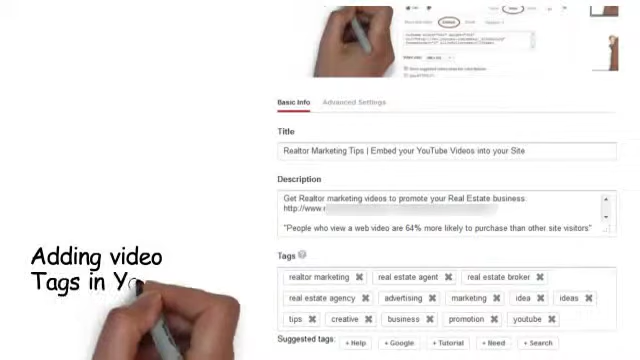 Basic Info Advanced Settings
Title
Realtor Marketing Tips | Embed your YouTube Videos into your Site
Description
Get Realtor marketing videos to promote your Real Estate business:
http://www.
"People who view a web video are 64% more likely to purchase than other site visitors"
Adding video
Tags in Yo
Tags
realtor marketing real estate agent real estate broker
real estate agency advertising marketing idea ideas
tips creative business promotion youtube
Suggested tags: + Help + Google + Tutorial + Need + Search